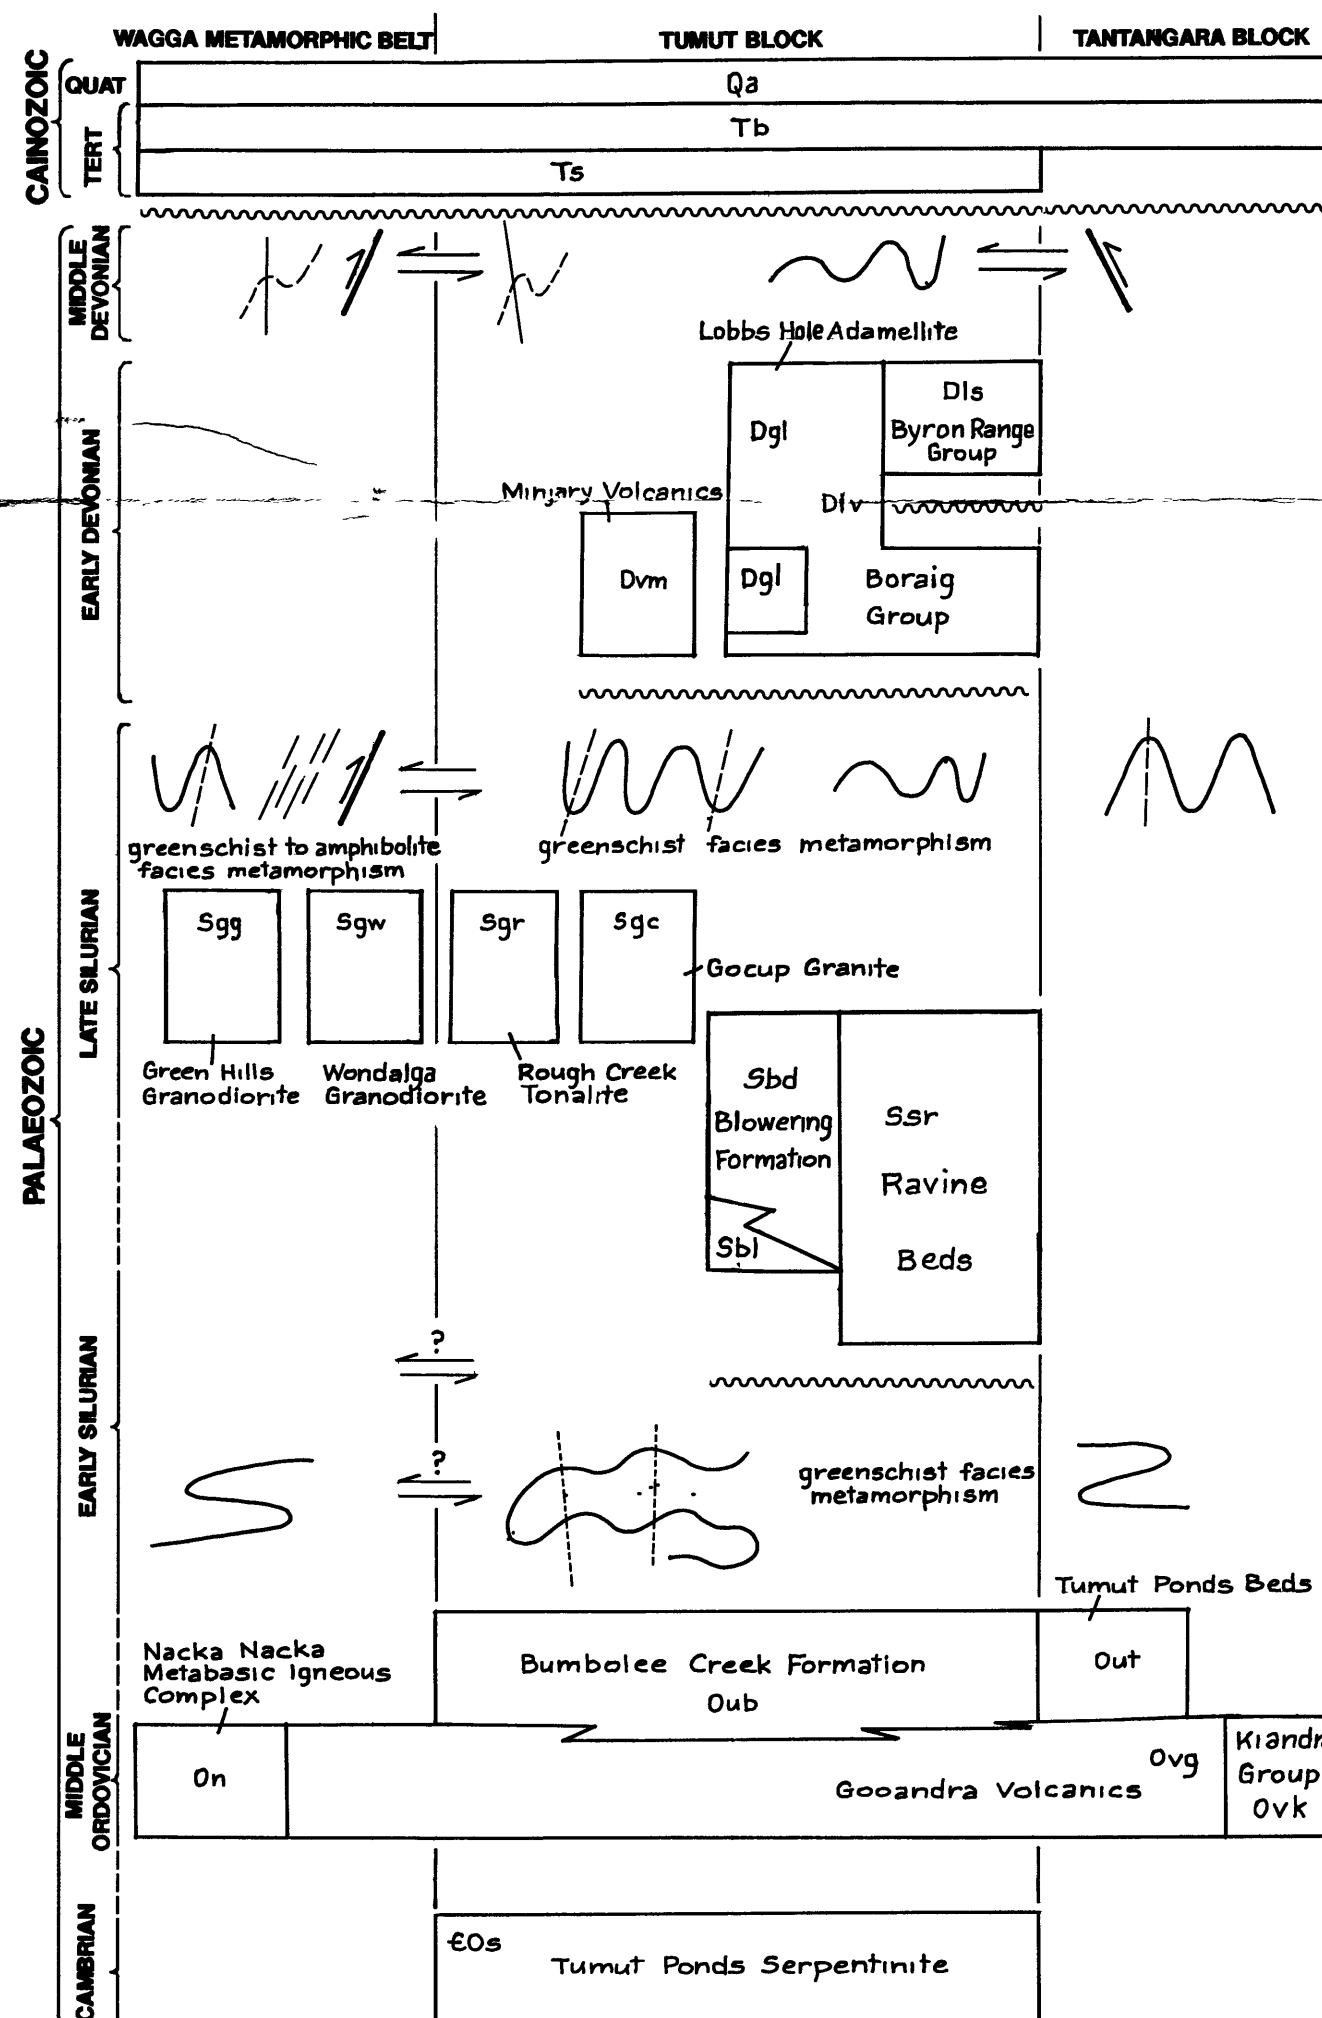 WAGGA METAMORPHIC BELT
TUMUT BLOCK
TANTANGARA BLOCK
CAINOZOIC
QUAT
Qa
TERT
Tb
Ts
PALAEOZOIC
MIDDLE
DEVONIAN
Lobbs Hole Adamellite
EARLY DEVONIAN
Dls
Byron Range
Group
Dgl
Minjary Volcanics
Dlv
Dvm
Dgl
Boraig
Group
greenschist to amphibolite
facies metamorphism
greenschist facies metamorphism
LATE SILURIAN
Sgg
Sgw
Sgr
Sgc
Gocup Granite
Green Hills
Granodiorite
Wondalga
Granodiorite
Rough Creek
Tonalite
Sbd
Blowering
Formation
Sbl
Ssr
Ravine
Beds
EARLY SILURIAN
?
?
greenschist facies
metamorphism
Tumut Ponds Beds
Nacka Nacka
Metabasic Igneous
Complex
Bumbolee Creek Formation
Oub
Out
MIDDLE
ORDOVICIAN
On
Gooandra Volcanics
Ovg
Kiandr
Group
Ovk
CAMBRIAN
ЄOs
Tumut Ponds Serpentinite